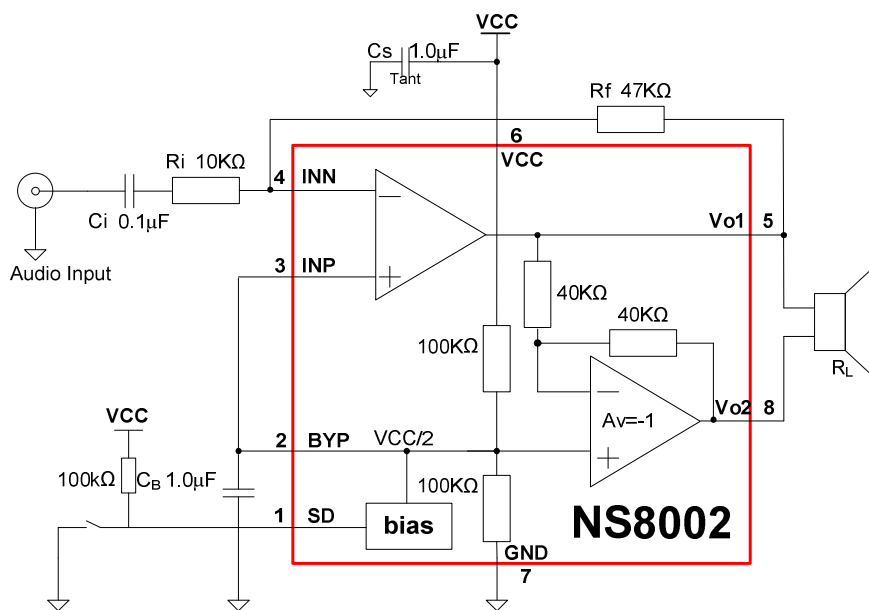 VCC
Cs 1.0μF
Tant
Rf 47KΩ
6
VCC
Ri 10KΩ
4 INN
Ci 0.1μF
Vo1 5
Audio Input
3 INP
40KΩ
40KΩ
100KΩ
RL
VCC
Vo2 8
Av=-1
2 BYP VCC/2
100kΩ
CB 1.0μF
100KΩ
1 SD
bias
NS8002
GND
7